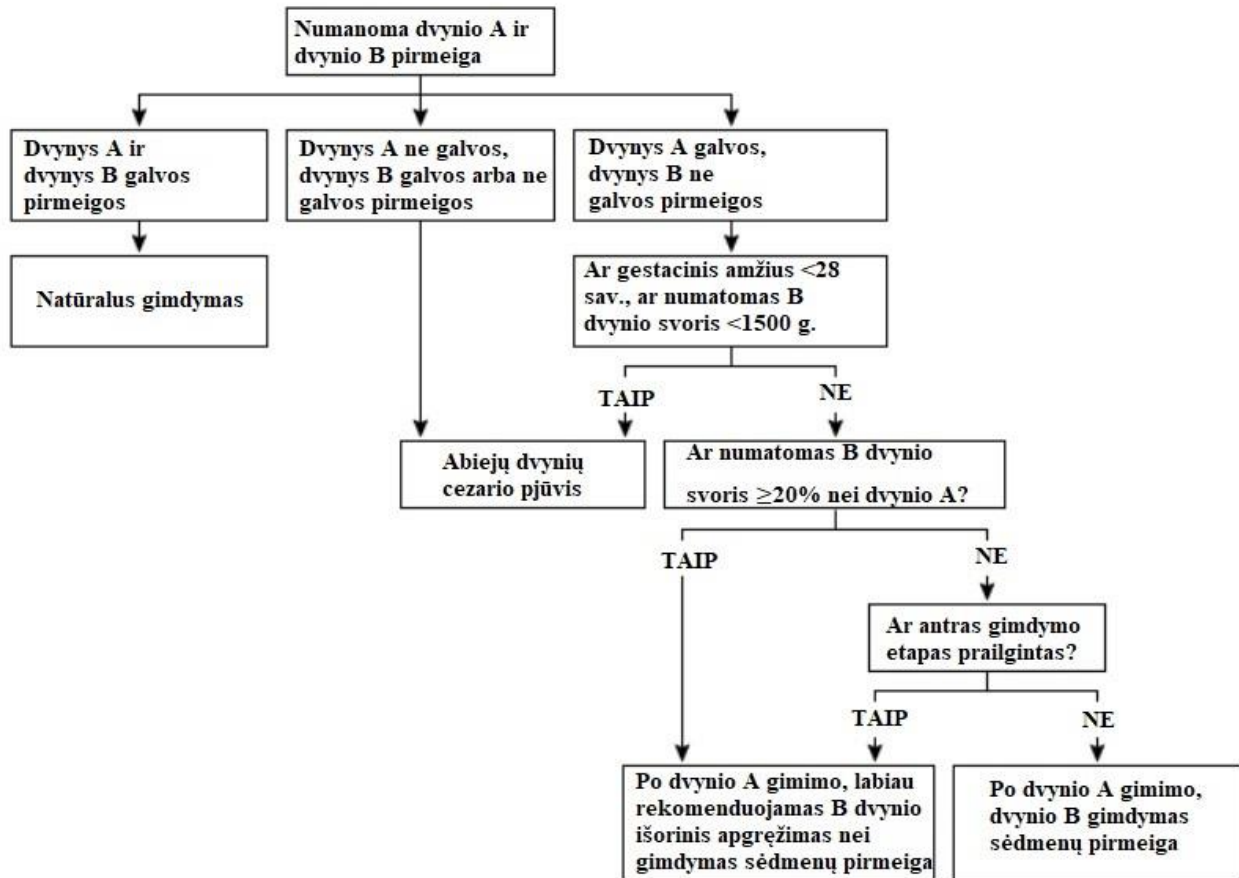 Numanoma dvynio A ir
dvynio B pirmeiga
Dvynys A ir
dvynys B galvos
pirmeigos
Dvynys A ne galvos,
dvynys B galvos arba ne
galvos pirmeigos
Dvynys A galvos,
dvynys B ne
galvos pirmeigos
Natūralus gimdymas
Ar gestacinis amžius <28
sav., ar numatomas B
dvynio svoris <1500 g.
TAIP
NE
Abiejų dvynių
cezario pjūvis
Ar numatomas B dvynio
svoris ≥20% nei dvynio A?
TAIP
NE
Ar antras gimdymo
etapas prailgintas?
TAIP
NE
Po dvynio A gimimo, labiau
rekomenduojamas B dvynio
išorinis apgręžimas nei
gimdymas sėdmenų pirmeiga
Po dvynio A gimimo,
dvynio B gimdymas
sėdmenų pirmeiga